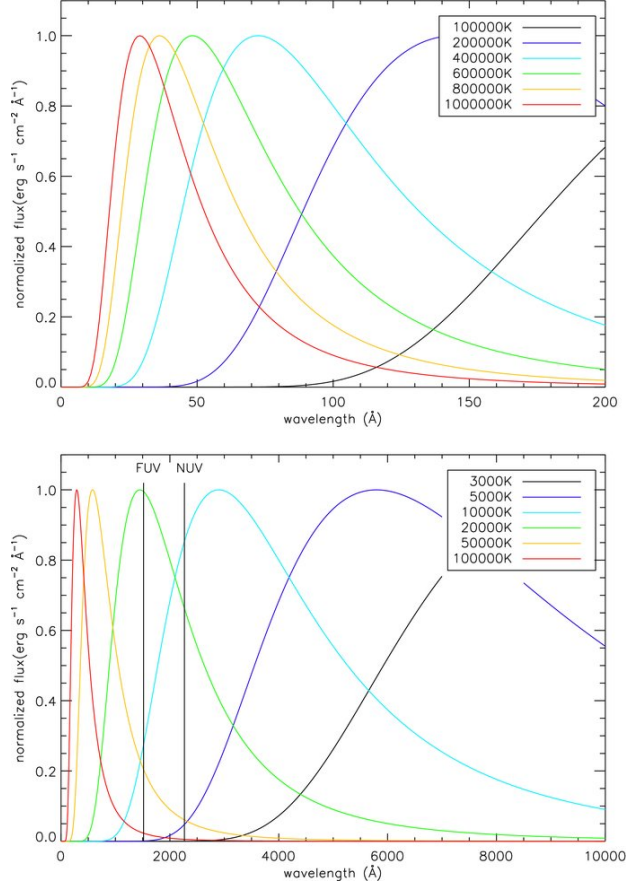 1.0
0.8
0.6
0.4
0.2
0.0
normalized flux(erg s⁻¹ cm⁻² Å⁻¹)
100000K
200000K
400000K
600000K
800000K
1000000K
0 50 100 150 200
wavelength (Å)
FUV NUV
1.0
0.8
0.6
0.4
0.2
0.0
normalized flux(erg s⁻¹ cm⁻² Å⁻¹)
3000K
5000K
10000K
20000K
50000K
100000K
0 2000 4000 6000 8000 10000
wavelength (Å)